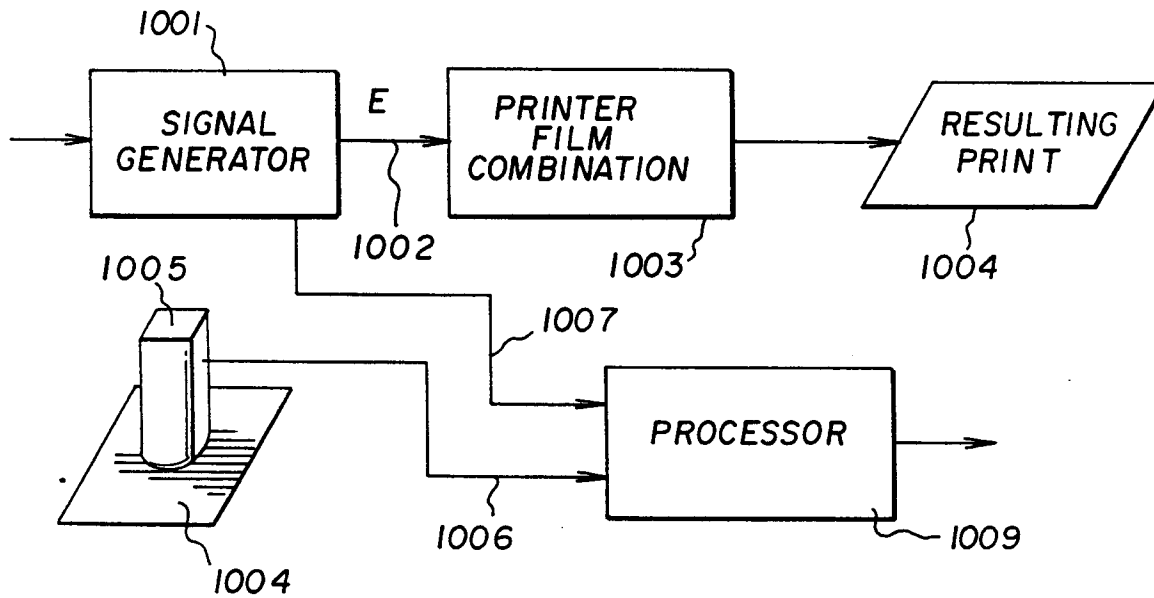 1001
SIGNAL
GENERATOR
E
1002
PRINTER
FILM
COMBINATION
1003
RESULTING
PRINT
1004
1005
1007
PROCESSOR
1006
1009
1004